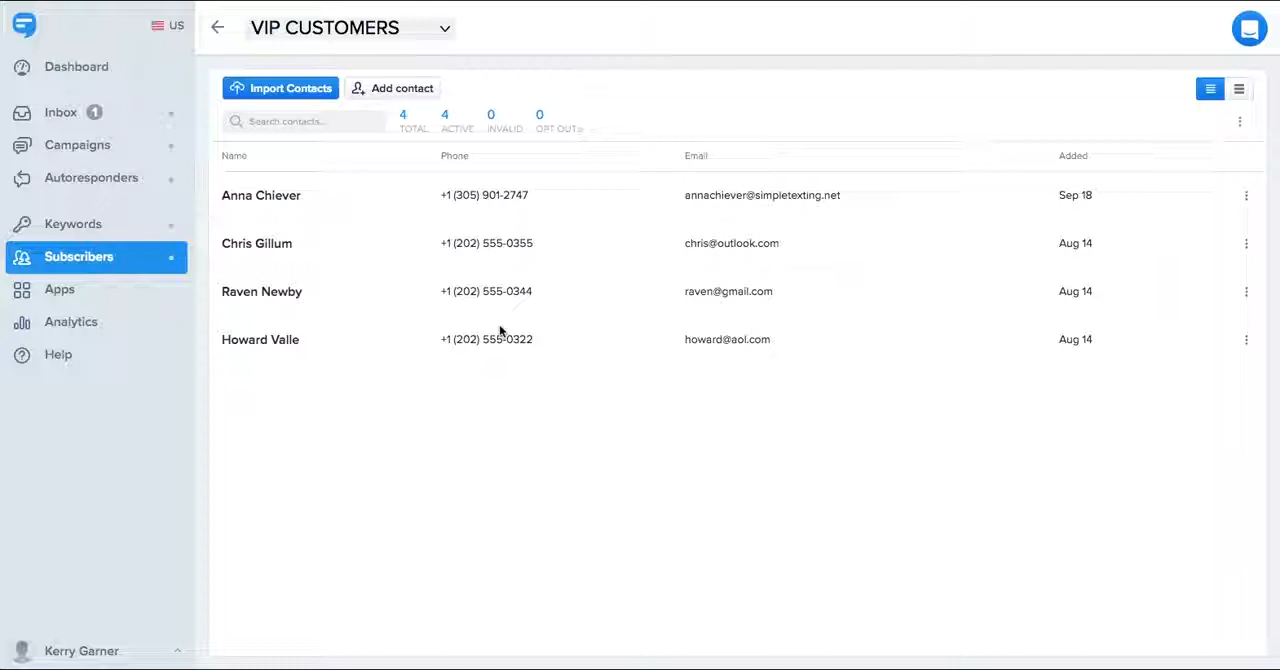 US
VIP CUSTOMERS
Dashboard
Inbox 1
Campaigns
Autoresponders
Keywords
Subscribers
Apps
Analytics
Help
Kerry Garner
Import Contacts
Add contact
Search contacts...
4 4 0 0
TOTAL ACTIVE INVALID OPT OUTs
Name Phone Email Added
Anna Chiever +1 (305) 901-2747 annachiever@simpletexting.net Sep 18
Chris Gillum +1 (202) 555-0355 chris@outlook.com Aug 14
Raven Newby +1 (202) 555-0344 raven@gmail.com Aug 14
Howard Valle +1 (202) 555-0322 howard@aol.com Aug 14